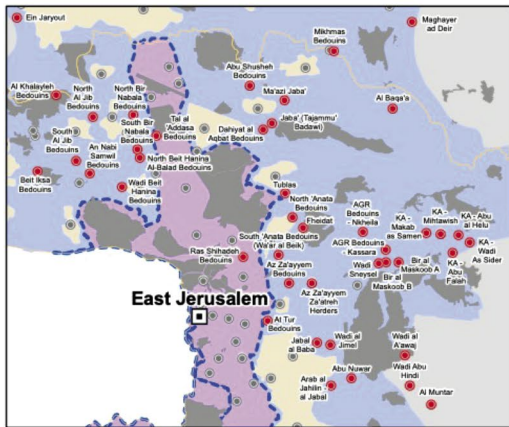 Ein Jaryout
Mikhmas
Bedouins
Maghayer
ad Deir
Abu Shusheh
Bedouins
Al Khalayleh
Bedouins
North
Al Jib
Bedouins
North Bir
Nabala
Bedouins
Ma'azi Jaba'
Al Baqa'a
South Bir
Nabala
Bedouins
Tal al
'Addasa
Bedouins
Jaba' (Tajammu'
Badawi)
Dahiyat al
Aqbat Bedouins
South
Al Jib
Bedouins
An Nabi
Samwil
Bedouins
North Beit Hanina
Al-Balad Bedouins
Beit Iksa
Bedouins
Wadi Beit
Hanina
Bedouins
Tublas
North 'Anata
Bedouins
Fheidat
AGR
Bedouins
- Nkheila
KA -
Makab
as Samen
KA -
Mihtawish
KA - Abu
al Helu
South 'Anata Bedouins
(Wa'ar al Beik)
AGR Bedouins
- Kassara
KA -
Wadi
As Sider
Ras Shihadeh
Bedouins
Az Za'ayyem
Bedouins
Wadi
Sneysel
Bir al
Maskoob A
Bir al
Maskoob B
KA -
Abu
Falah
Az Za'ayyem
Za'atreh
Herders
East Jerusalem
At Tur
Bedouins
Jabal
al Baba
Wadi al
Jimel
Wadi al
A'awaj
Arab al
Jahilin -
al Jabal
Abu Nuwar
Wadi Abu
Hindi
Al Muntar